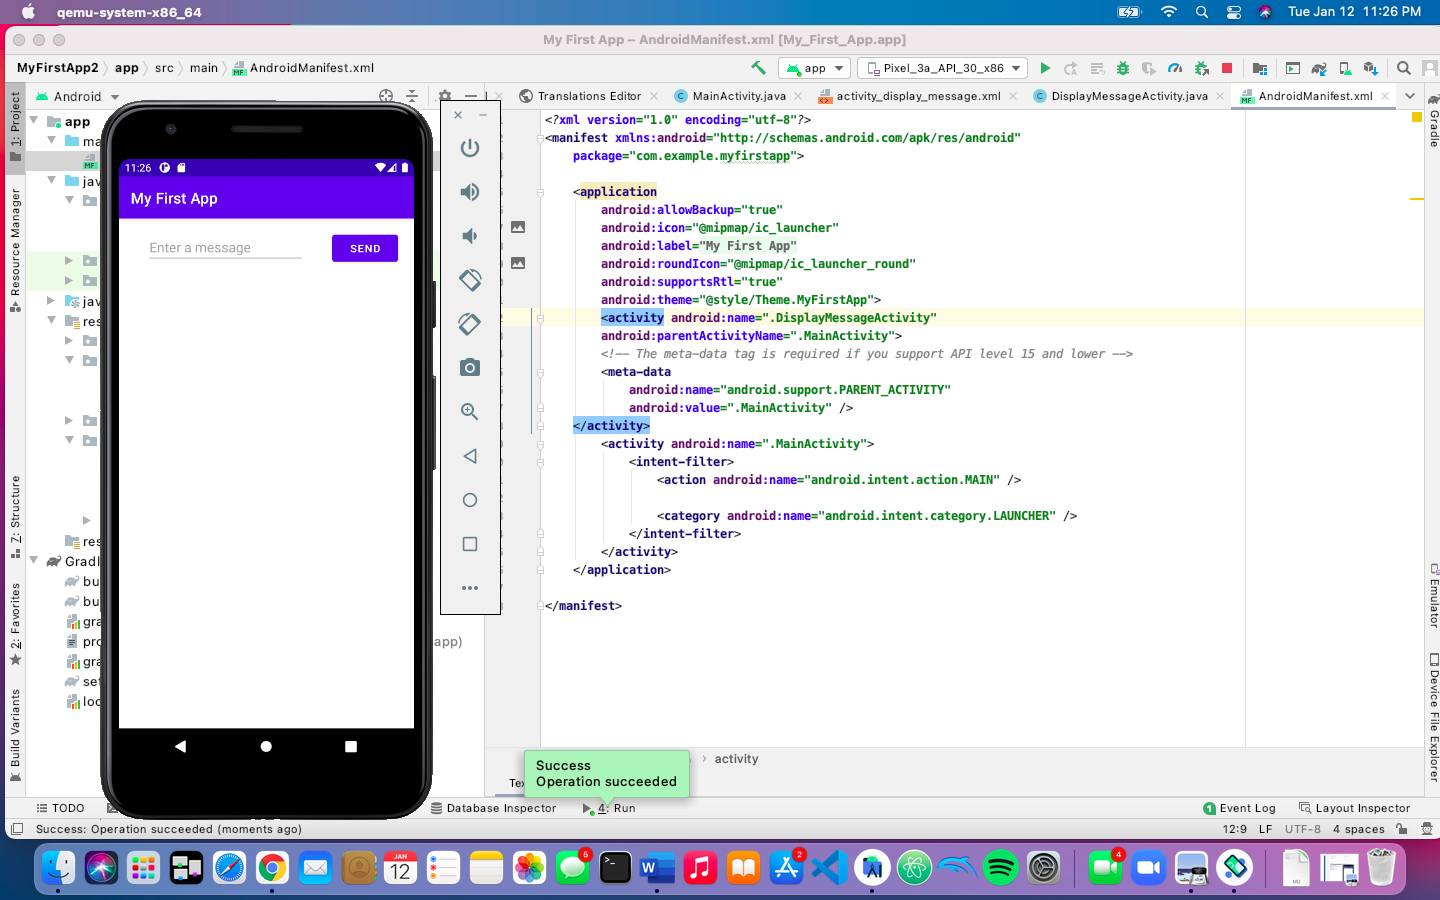 qemu-system-x86_64
Tue Jan 12 11:26 PM
My First App – AndroidManifest.xml [My_First_App.app]
MyFirstApp2 app src main AndroidManifest.xml
app
Pixel_3a_API_30_x86
1: Project
Resource Manager
7: Structure
2: Favorites
Build Variants
Android
app
ma
jav
jav
res
res
Gradl
bu
bu
gra
pro
gra
set
loc
app)
Translations Editor
MainActivity.java
activity_display_message.xml
DisplayMessageActivity.java
AndroidManifest.xml
11:26
My First App
Enter a message
SEND
<?xml version="1.0" encoding="utf-8"?>
<manifest xmlns:android="http://schemas.android.com/apk/res/android"
package="com.example.myfirstapp">
<application
android:allowBackup="true"
android:icon="@mipmap/ic_launcher"
android:label="My First App"
android:roundIcon="@mipmap/ic_launcher_round"
android:supportsRtl="true"
android:theme="@style/Theme.MyFirstApp">
<activity android:name=".DisplayMessageActivity"
android:parentActivityName=".MainActivity">
<!-- The meta-data tag is required if you support API level 15 and lower -->
<meta-data
android:name="android.support.PARENT_ACTIVITY"
android:value=".MainActivity" />
</activity>
<activity android:name=".MainActivity">
<intent-filter>
<action android:name="android.intent.action.MAIN" />
<category android:name="android.intent.category.LAUNCHER" />
</intent-filter>
</activity>
</application>
</manifest>
Gradle
Emulator
Device File Explorer
activity
Tex
Success
Operation succeeded
TODO
Database Inspector
4: Run
1 Event Log
Layout Inspector
Success: Operation succeeded (moments ago)
12:9 LF UTF-8 4 spaces
JAN
12
5
2
4